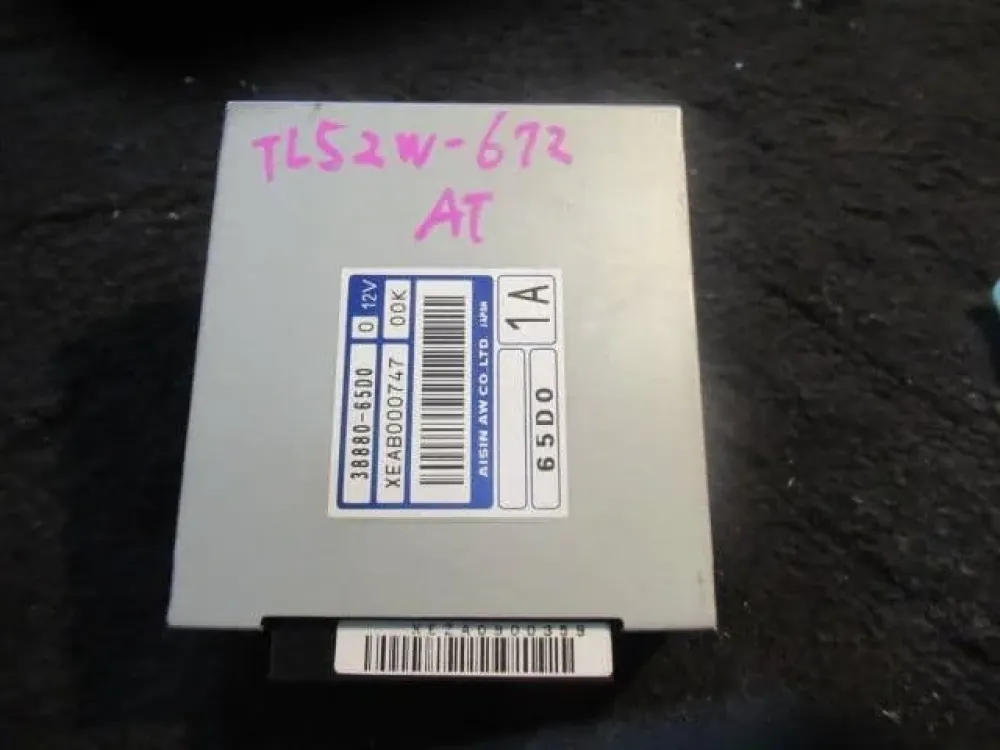 TL52W-672
AT
38880-65D0 0 12V
XEAB000747 00K
AISIN AW CO.,LTD. JAPAN
1A
65D0